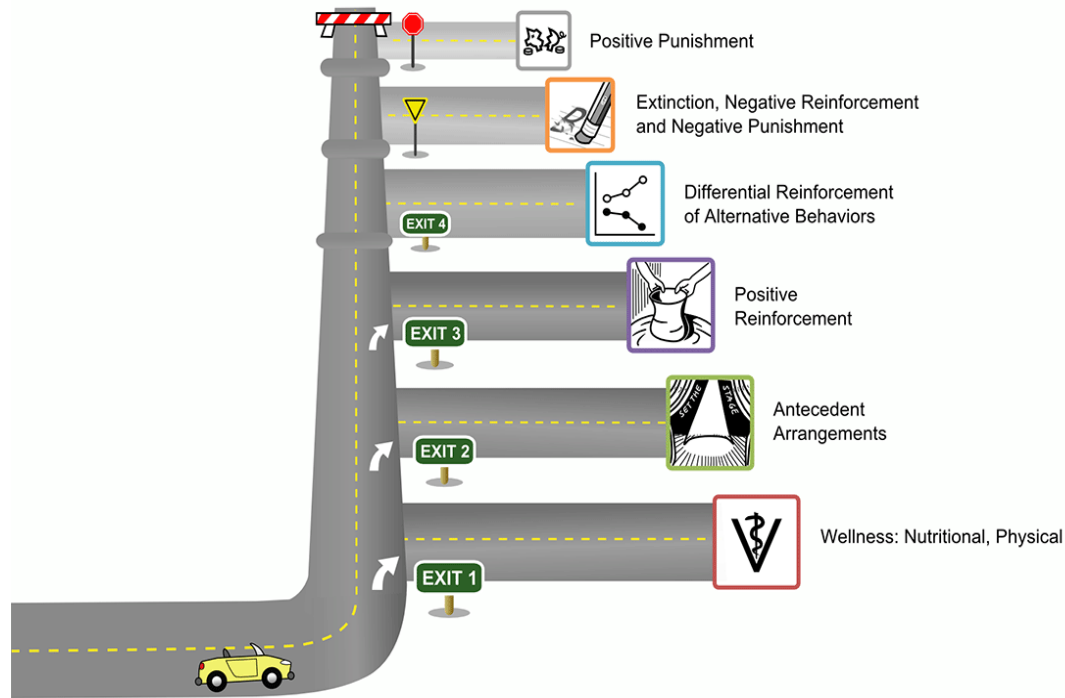 Positive Punishment
Extinction, Negative Reinforcement
and Negative Punishment
Differential Reinforcement
of Alternative Behaviors
EXIT 4
Positive
Reinforcement
EXIT 3
SET THE
STAGE
Antecedent
Arrangements
EXIT 2
Wellness: Nutritional, Physical
EXIT 1